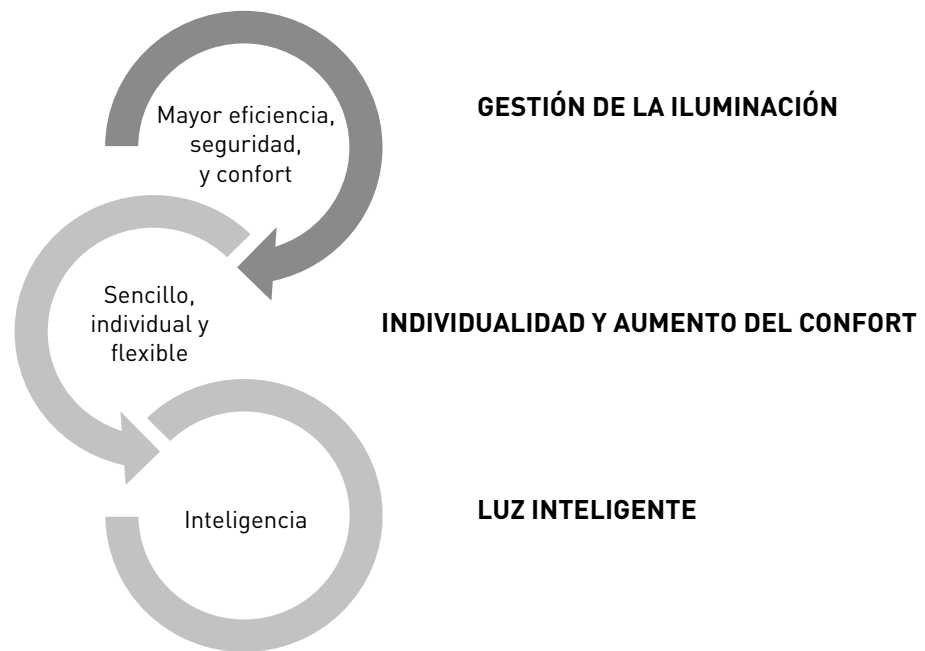 Mayor eficiencia,
seguridad,
y confort
GESTIÓN DE LA ILUMINACIÓN
Sencillo,
individual y
flexible
INDIVIDUALIDAD Y AUMENTO DEL CONFORT
Inteligencia
LUZ INTELIGENTE